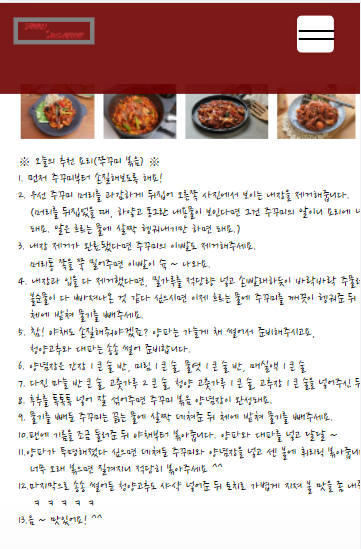 ※ 오늘의 추천 요리(쭈꾸미 볶음) ※
1. 먼저 쭈꾸미부터 손질해보도록 해요!
2. 우선 쭈꾸미 머리를 과감하게 뒤집어 오른쪽 사진에서 보이는 내장을 제거해줍니다.
(머리를 뒤집었을 때, 하얗고 동그란 내용물이 보인다면 그건 쭈꾸미의 알이니 요리에
돼요. 알은 흐르는 물에 살짝 헹궈내기만 하면 돼요.)
3. 내장 제거가 완료됐다면 쭈꾸미의 이빨도 제거해주세요.
머리통 쪽을 쭉 밀어주면 이빨이 슉 ~ 나와요.
4. 내장과 입을 다 제거했다면, 밀가루를 적당량 넣고 손빨래하듯이 바락바락
불순물이 다 빠져나온 것 같다 싶으시면 이제 흐르는 물에 쭈꾸미를 깨끗이 헹궈준 뒤
체에 받쳐 물기를 빼주세요.
5. 참! 야채도 손질해줘야겠죠? 양파는 가늘게 채 썰어서 준비해주시고요,
청양고추와 대파는 송송 썰어 준비합니다.
6. 양념장은 간장 1큰 술 반, 미림 1큰 술, 물엿 1큰 술 반, 매실액 1큰 술
7. 다진 마늘 반 큰 술, 고춧가루 2큰 술, 청양 고춧가루 1큰 술, 고추장 1큰 술을 넣어주신
8. 후추를 톡톡톡 넣어 잘 섞어주면 쭈꾸미 볶음 양념장이 완성돼요.
9. 물기를 빼둔 쭈꾸미는 끓는 물에 살짝 데쳐준 뒤 체에 받쳐 물기를 빼주세요.
10.팬에 기름을 조금 둘러준 뒤 야채부터 볶아줍니다. 양파와 대파를 넣고 달달 ~
11.양파가 투명해졌다 싶으면 데쳐둔 쭈꾸미와 양념장을 넣고 센 불에 휘리릭
너무 오래 볶으면 질겨지니 적당히 볶아주세요 ^^
12.마지막으로 송송 썰어둔 청양고추도 샤샥 넣어준 뒤 토치로 가볍게 지져 불 맛을
ㅋ ㅋ ㅋ ㅋ ㅋ
13.음 ~ 맛있어요! ^^